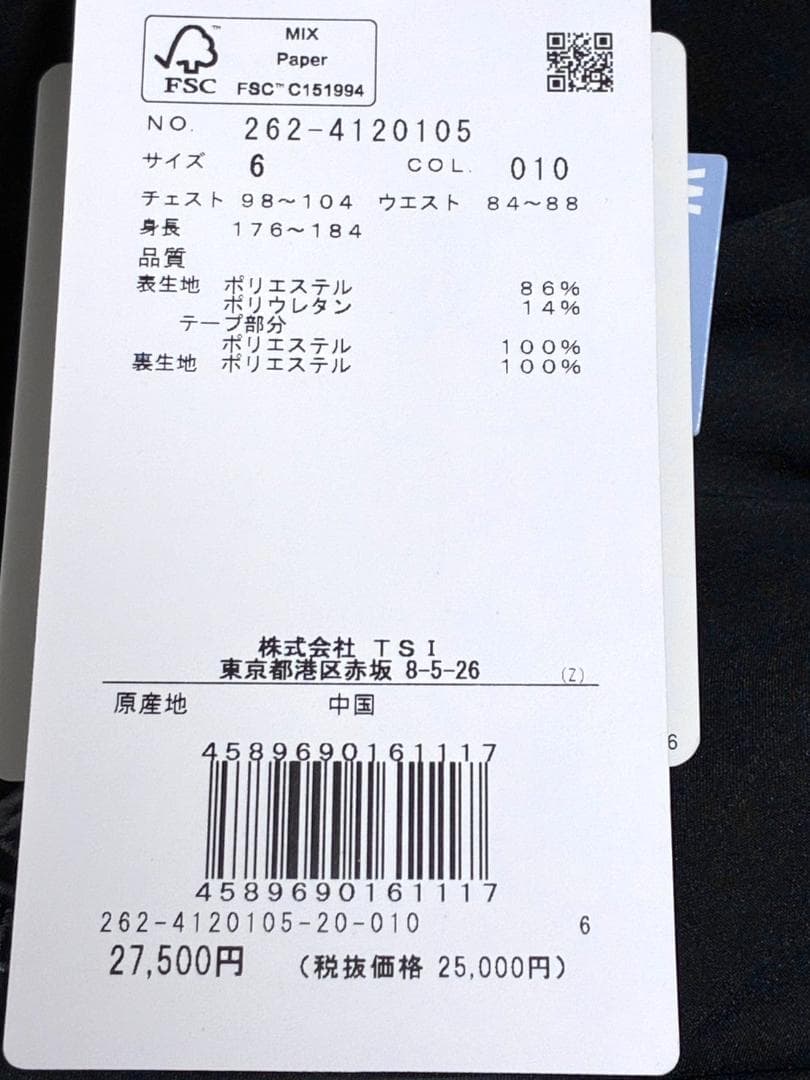 MIX
Paper
FSC™ FSC™ C151994
NO. 262-4120105
サイズ 6 COL. 010
チェスト 98～104 ウエスト 84～88
身長 176～184
品質
表生地 ポリエステル 86%
ポリウレタン 14%
テープ部分
ポリエステル 100%
裏生地 ポリエステル 100%
株式会社 TSI
東京都港区赤坂 8-5-26 (Z)
原産地 中国
6
4589690161117
4589690161117
262-4120105-20-010 6
27,500円 (税抜価格 25,000円)